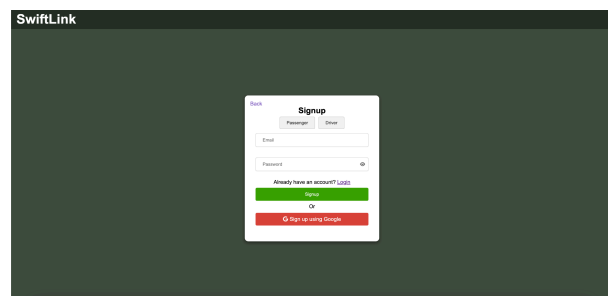 SwiftLink
Back
Signup
Passenger Driver
Email
Password
Already have an account? Login
Signup
Or
G Sign up using Google